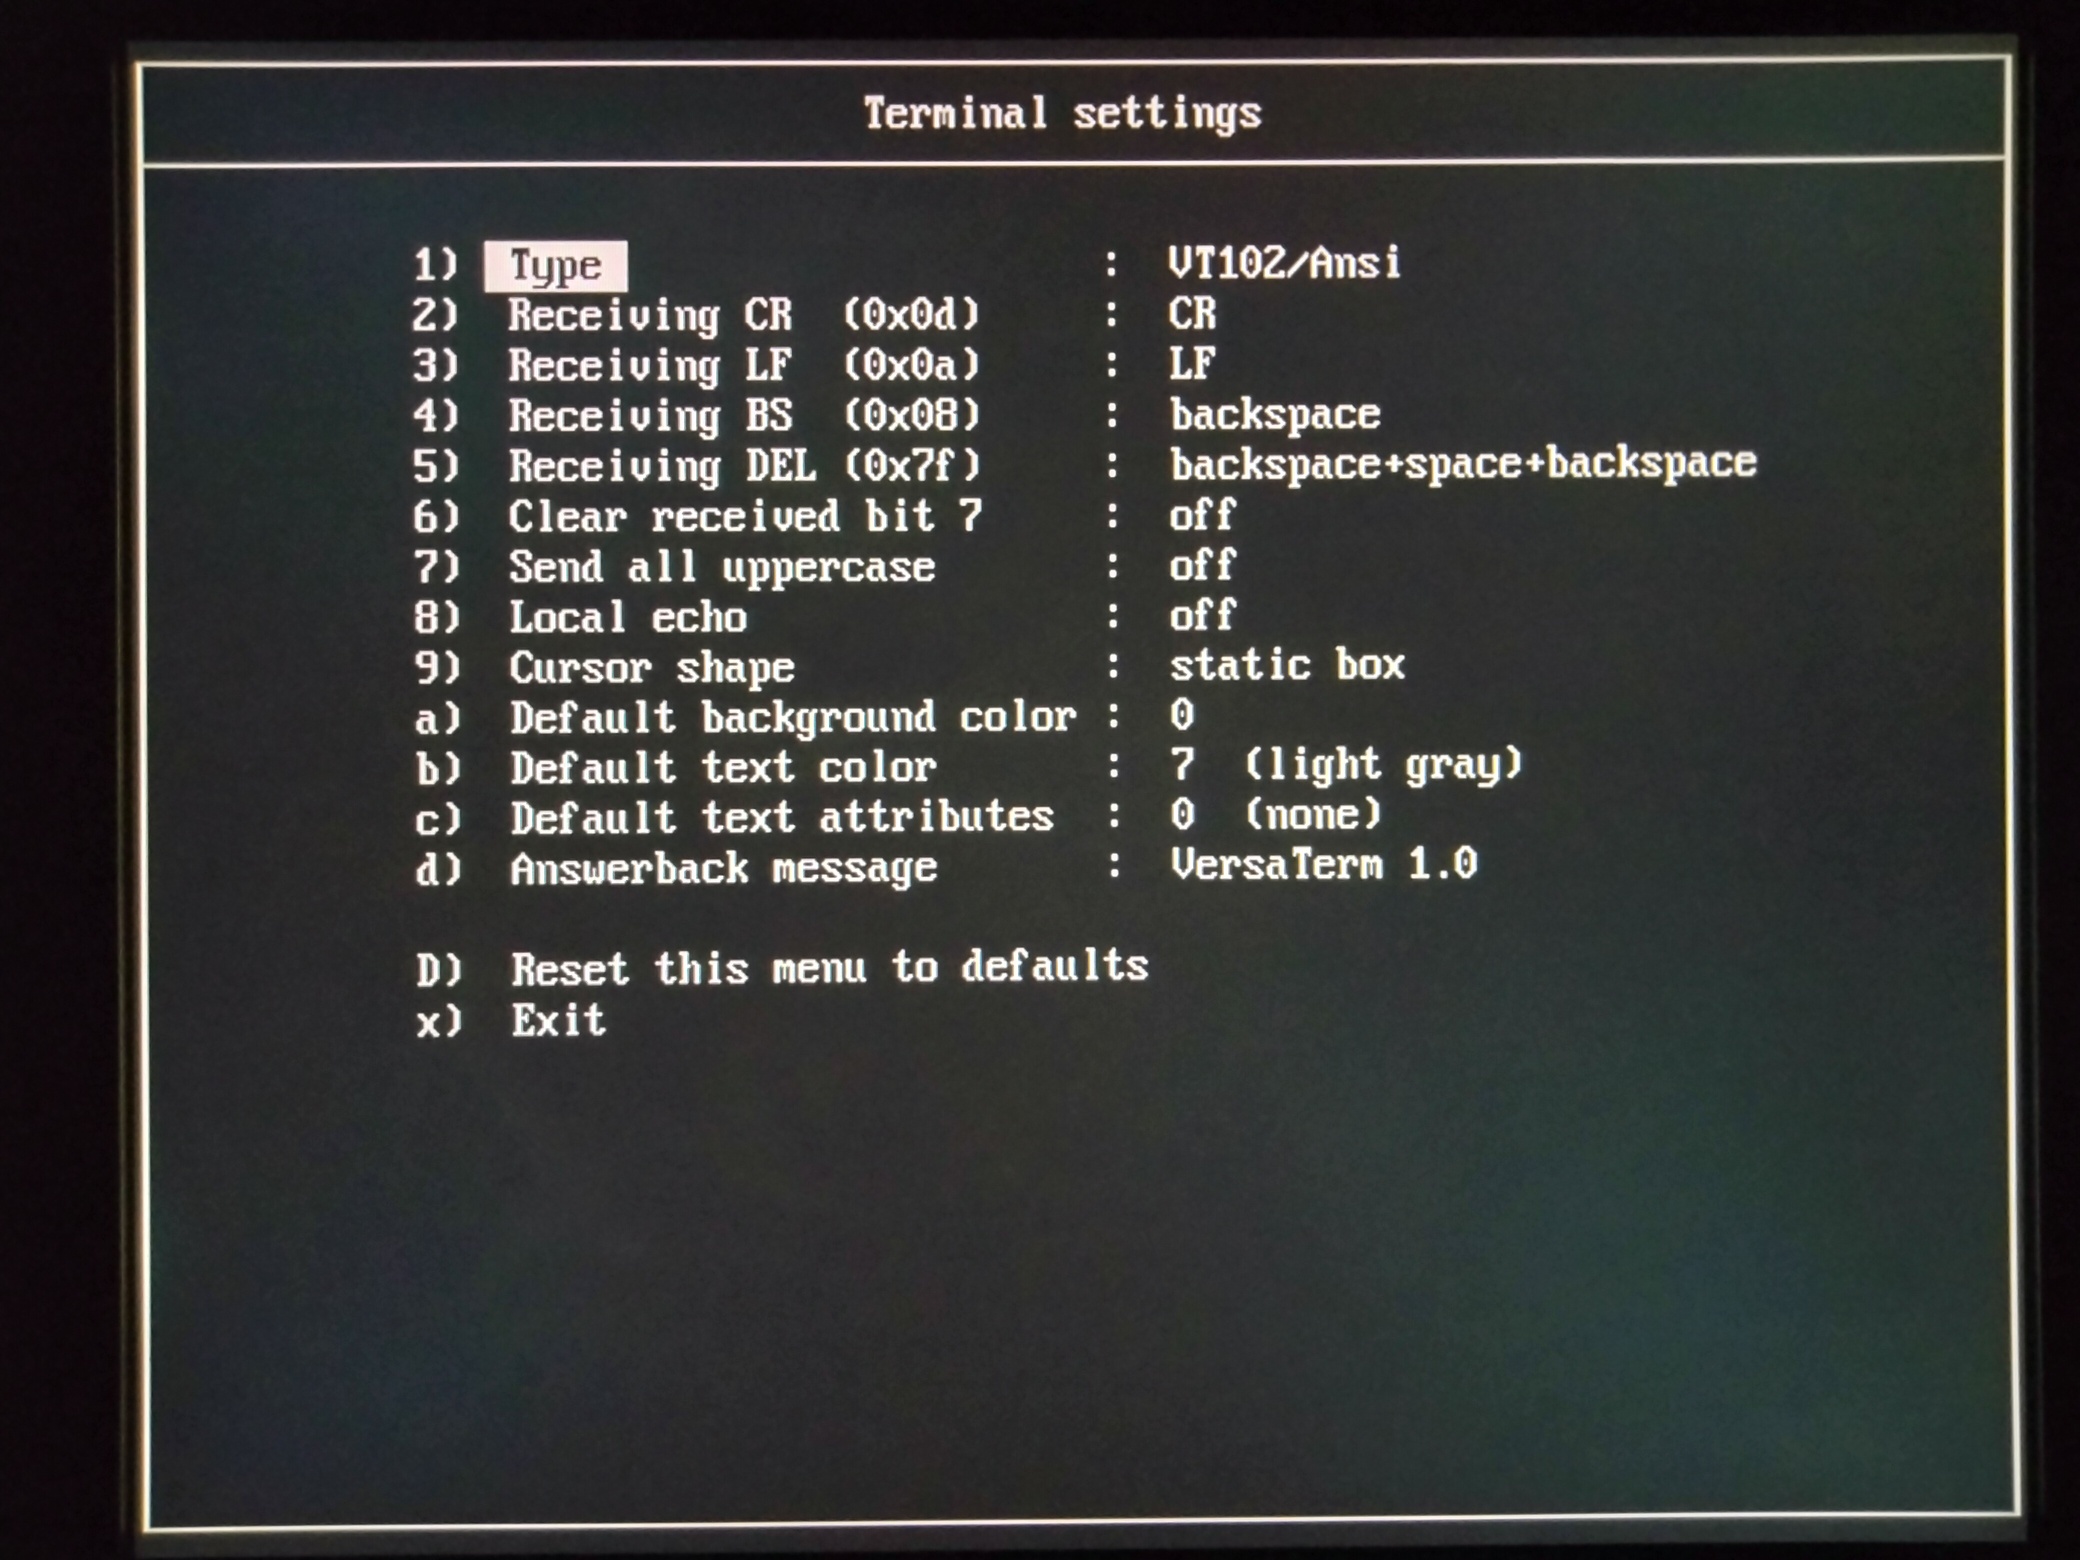 Terminal settings
1) Type : VT102/Ansi
2) Receiving CR (0x0d) : CR
3) Receiving LF (0x0a) : LF
4) Receiving BS (0x08) : backspace
5) Receiving DEL (0x7f) : backspace+space+backspace
6) Clear received bit 7 : off
7) Send all uppercase : off
8) Local echo : off
9) Cursor shape : static box
a) Default background color : 0
b) Default text color : 7 (light gray)
c) Default text attributes : 0 (none)
d) Answerback message : VersaTerm 1.0
D) Reset this menu to defaults
x) Exit